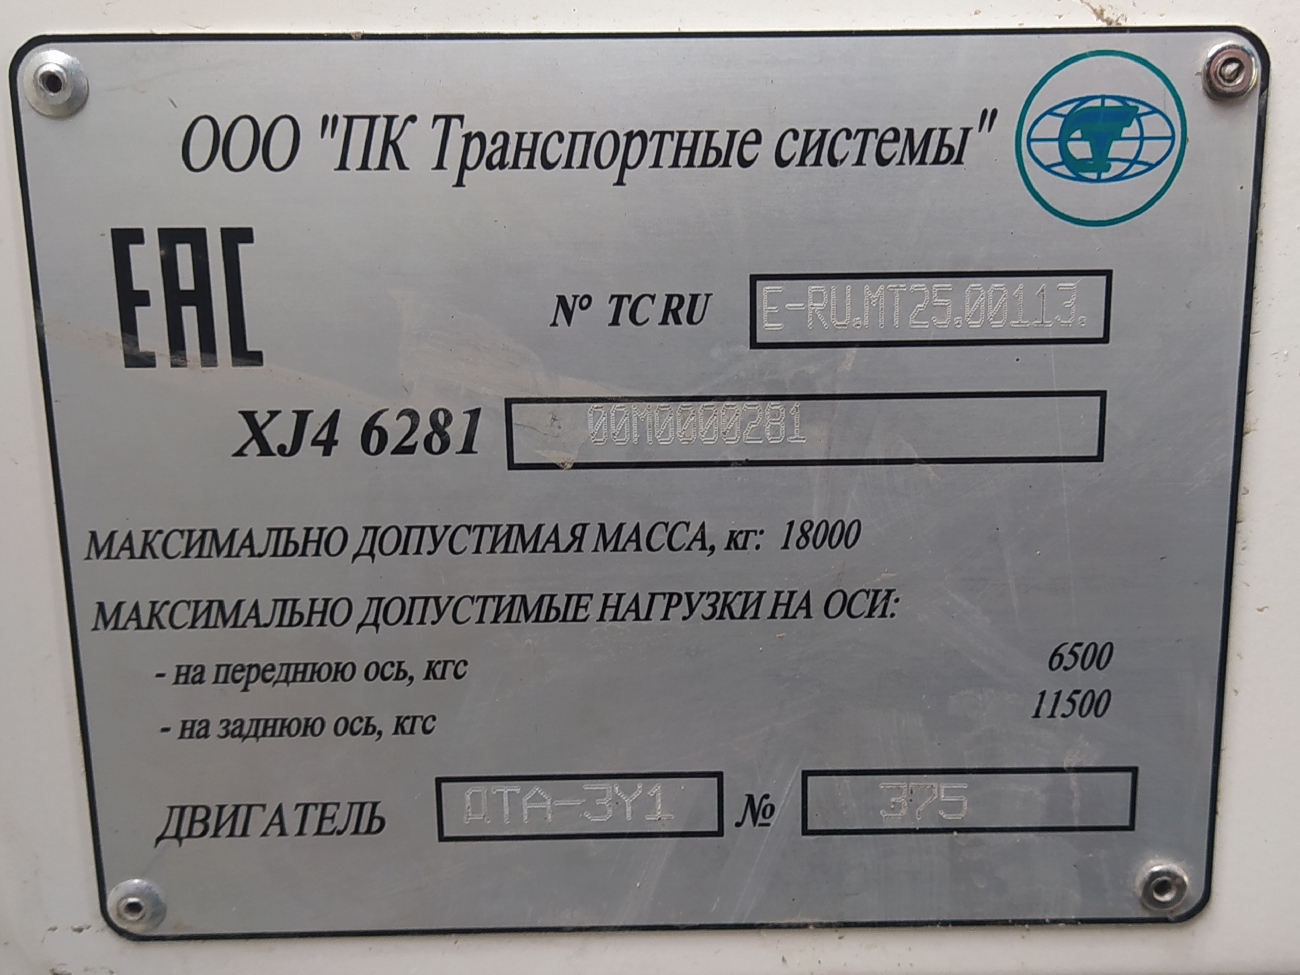 ООО "ПК Транспортные системы"
ЕАС
№ ТС RU E-RU.MT25.00113.
XJ4 6281 00M0000281
МАКСИМАЛЬНО ДОПУСТИМАЯ МАССА, кг: 18000
МАКСИМАЛЬНО ДОПУСТИМЫЕ НАГРУЗКИ НА ОСИ:
- на переднюю ось, кгс 6500
- на заднюю ось, кгс 11500
ДВИГАТЕЛЬ ДТА-3У1 № 375